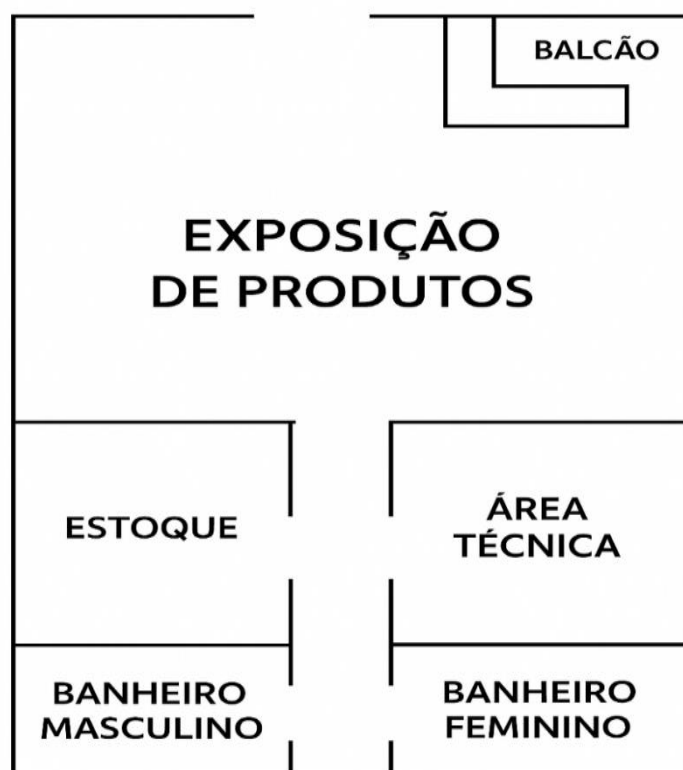 BALCÃO
EXPOSIÇÃO
DE PRODUTOS
ESTOQUE
ÁREA
TÉCNICA
BANHEIRO
MASCULINO
BANHEIRO
FEMININO